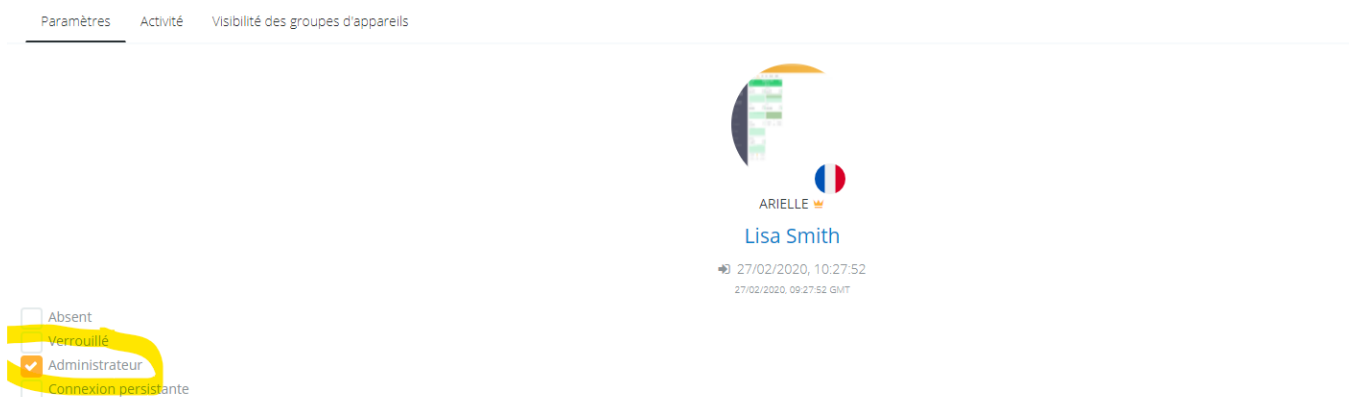 Paramètres Activité Visibilité des groupes d'appareils
ARIELLE
Lisa Smith
27/02/2020, 10:27:52
27/02/2020, 09:27:52 GMT
Absent
Verrouillé
Administrateur
Connexion persistante